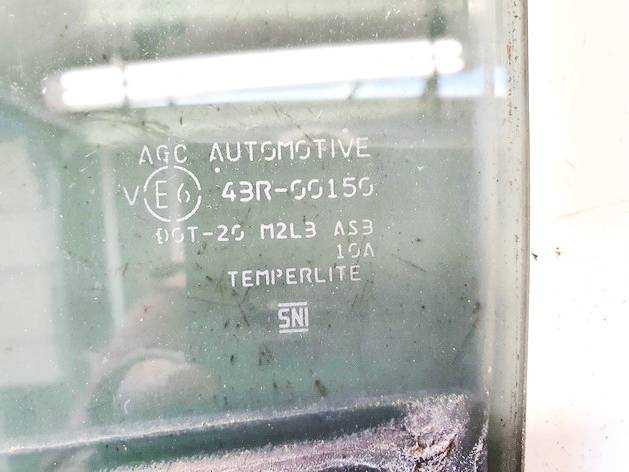 AGC AUTOMOTIVE
V E6 43R-00150
DOT-20 M2L3 AS3
10A
TEMPERLITE
SNI